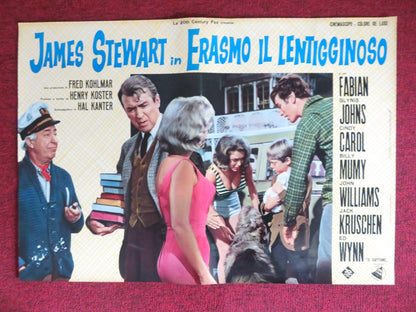 La 20th Century Fox presenta
CINEMASCOPE - COLORE DE LUXE
JAMES STEWART in ERASMO IL LENTIGGINOSO
FRED KOHLMAR
HENRY KOSTER
HAL KANTER
con
FABIAN
GLYNIS
JOHNS
CINDY
CAROL
BILLY
MUMY
JOHN
WILLIAMS
JACK
KRUSCHEN
ED
WYNN